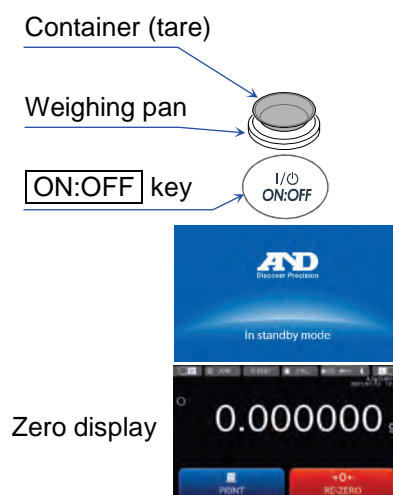 Container (tare)
Weighing pan
ON:OFF key
I/⏻
ON:OFF
AND
Discover Precision
In standby mode
Zero display
0.000000 g
PRINT
→0←
RE-ZERO